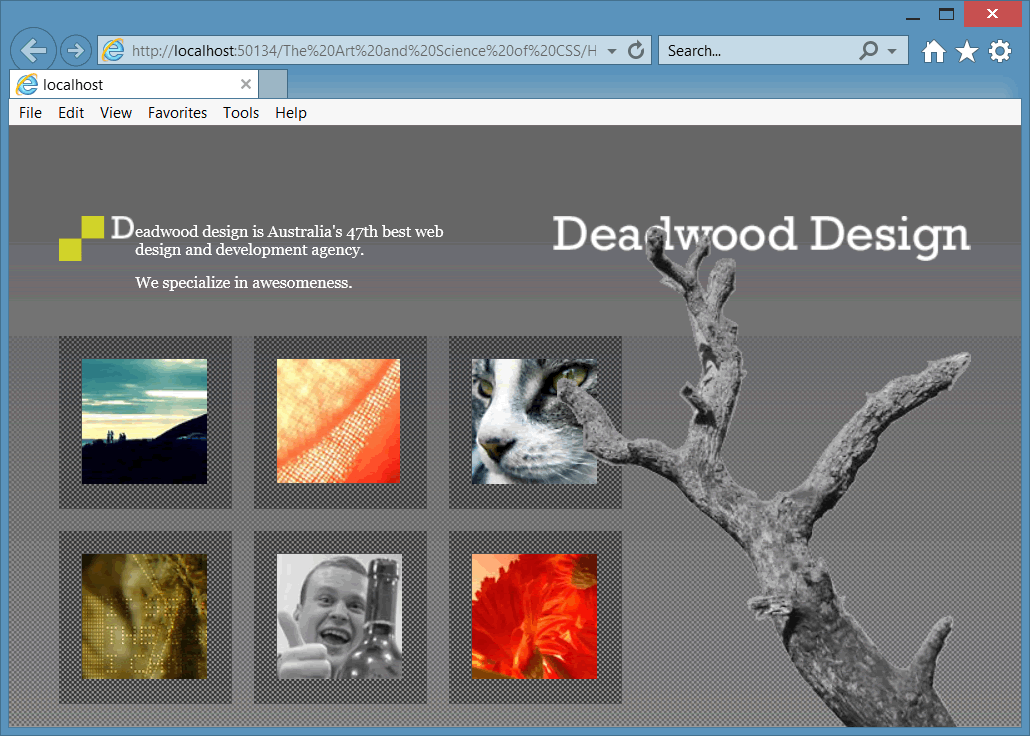 http://localhost:50134/The%20Art%20and%20Science%20of%20CSS/H
Search...
localhost
File Edit View Favorites Tools Help
Deadwood design is Australia's 47th best web
design and development agency.
We specialize in awesomeness.
Deadwood Design
THE